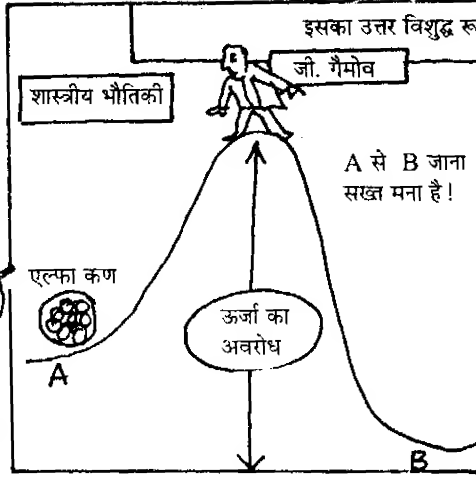 इसका उत्तर विशुद्ध
जी. गैमोव
शास्त्रीय भौतिकी
A से B जाना
सख्त मना है!
एल्फा कण
ऊर्जा का
अवरोध
A
B